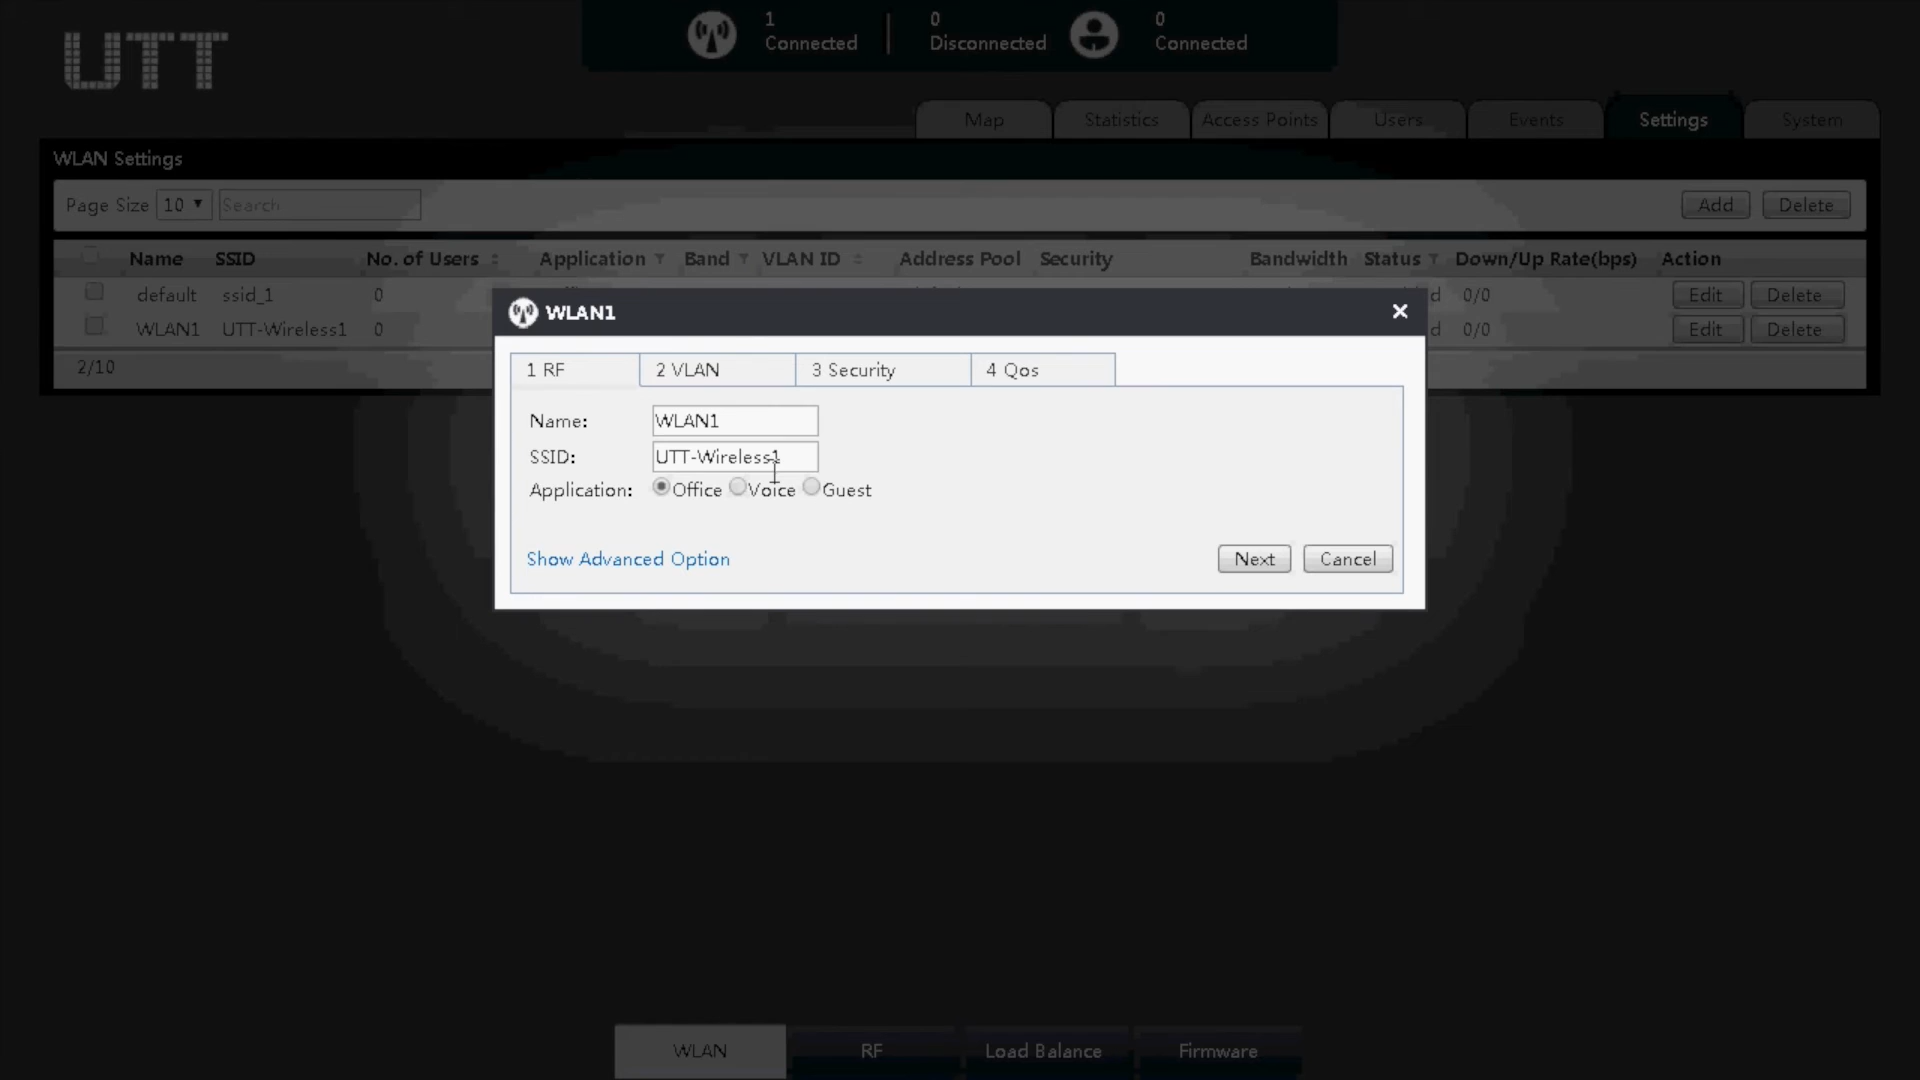 UTT
1 Connected
0 Disconnected
0 Connected
Map Statistics Access Points Users Events Settings System
WLAN Settings
Page Size 10 Search Add Delete
Name SSID No. of Users Application Band VLAN ID Address Pool Security Bandwidth Status Down/Up Rate(bps) Action
default ssid_1 0 d 0/0 Edit Delete
WLAN1 UTT-Wireless1 0 d 0/0 Edit Delete
2/10
WLAN1
1 RF 2 VLAN 3 Security 4 Qos
Name: WLAN1
SSID: UTT-Wireless1
Application: Office Voice Guest
Show Advanced Option Next Cancel
WLAN RF Load Balance Firmware